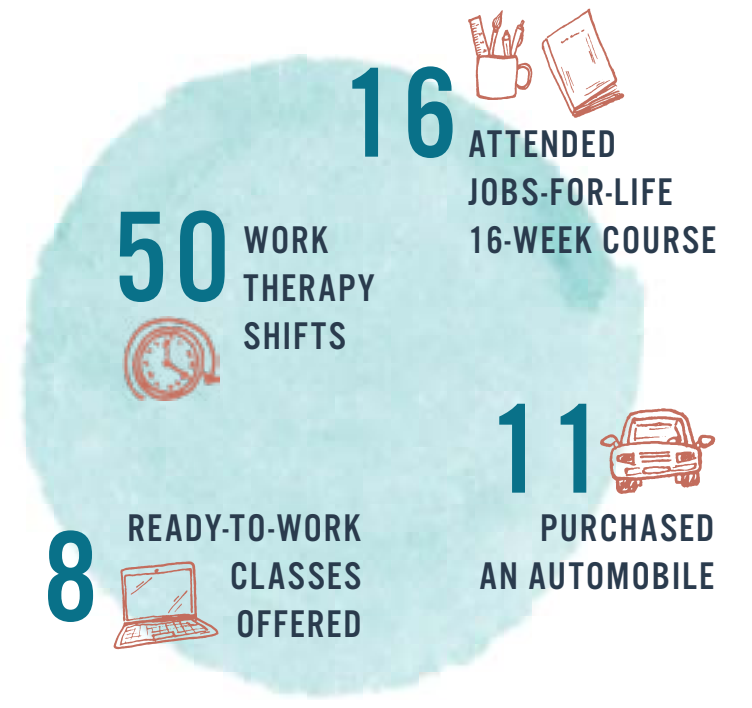 16
ATTENDED
JOBS-FOR-LIFE
16-WEEK COURSE
50
WORK
THERAPY
SHIFTS
11
PURCHASED
AN AUTOMOBILE
8
READY-TO-WORK
CLASSES
OFFERED